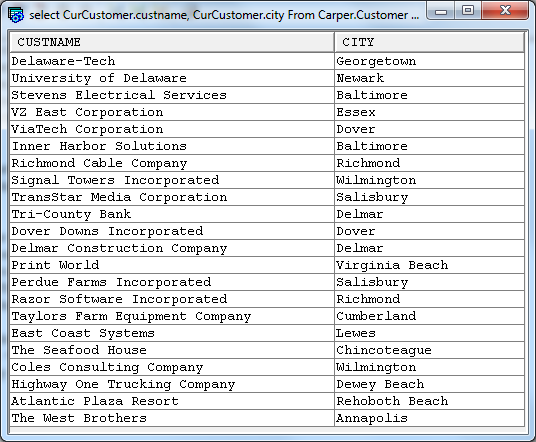 select CurCustomer.custname, CurCustomer.city From Carper.Customer ...
CUSTNAME CITY
Delaware-Tech Georgetown
University of Delaware Newark
Stevens Electrical Services Baltimore
VZ East Corporation Essex
ViaTech Corporation Dover
Inner Harbor Solutions Baltimore
Richmond Cable Company Richmond
Signal Towers Incorporated Wilmington
TransStar Media Corporation Salisbury
Tri-County Bank Delmar
Dover Downs Incorporated Dover
Delmar Construction Company Delmar
Print World Virginia Beach
Perdue Farms Incorporated Salisbury
Razor Software Incorporated Richmond
Taylors Farm Equipment Company Cumberland
East Coast Systems Lewes
The Seafood House Chincoteague
Coles Consulting Company Wilmington
Highway One Trucking Company Dewey Beach
Atlantic Plaza Resort Rehoboth Beach
The West Brothers Annapolis